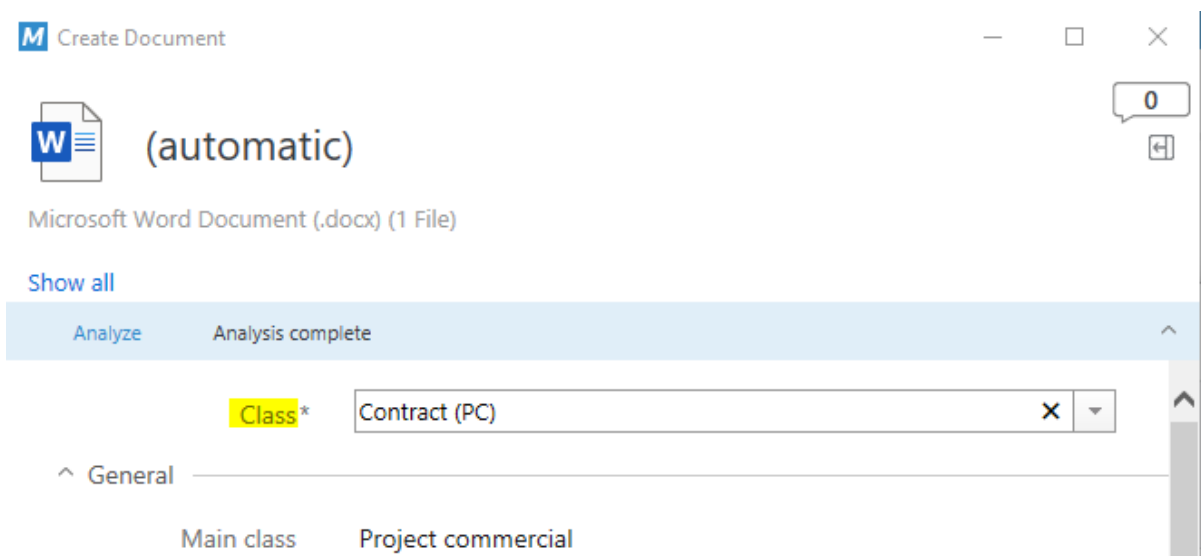 M Create Document
0
W (automatic)
Microsoft Word Document (.docx) (1 File)
Show all
Analyze Analysis complete
Class* Contract (PC)
General
Main class Project commercial